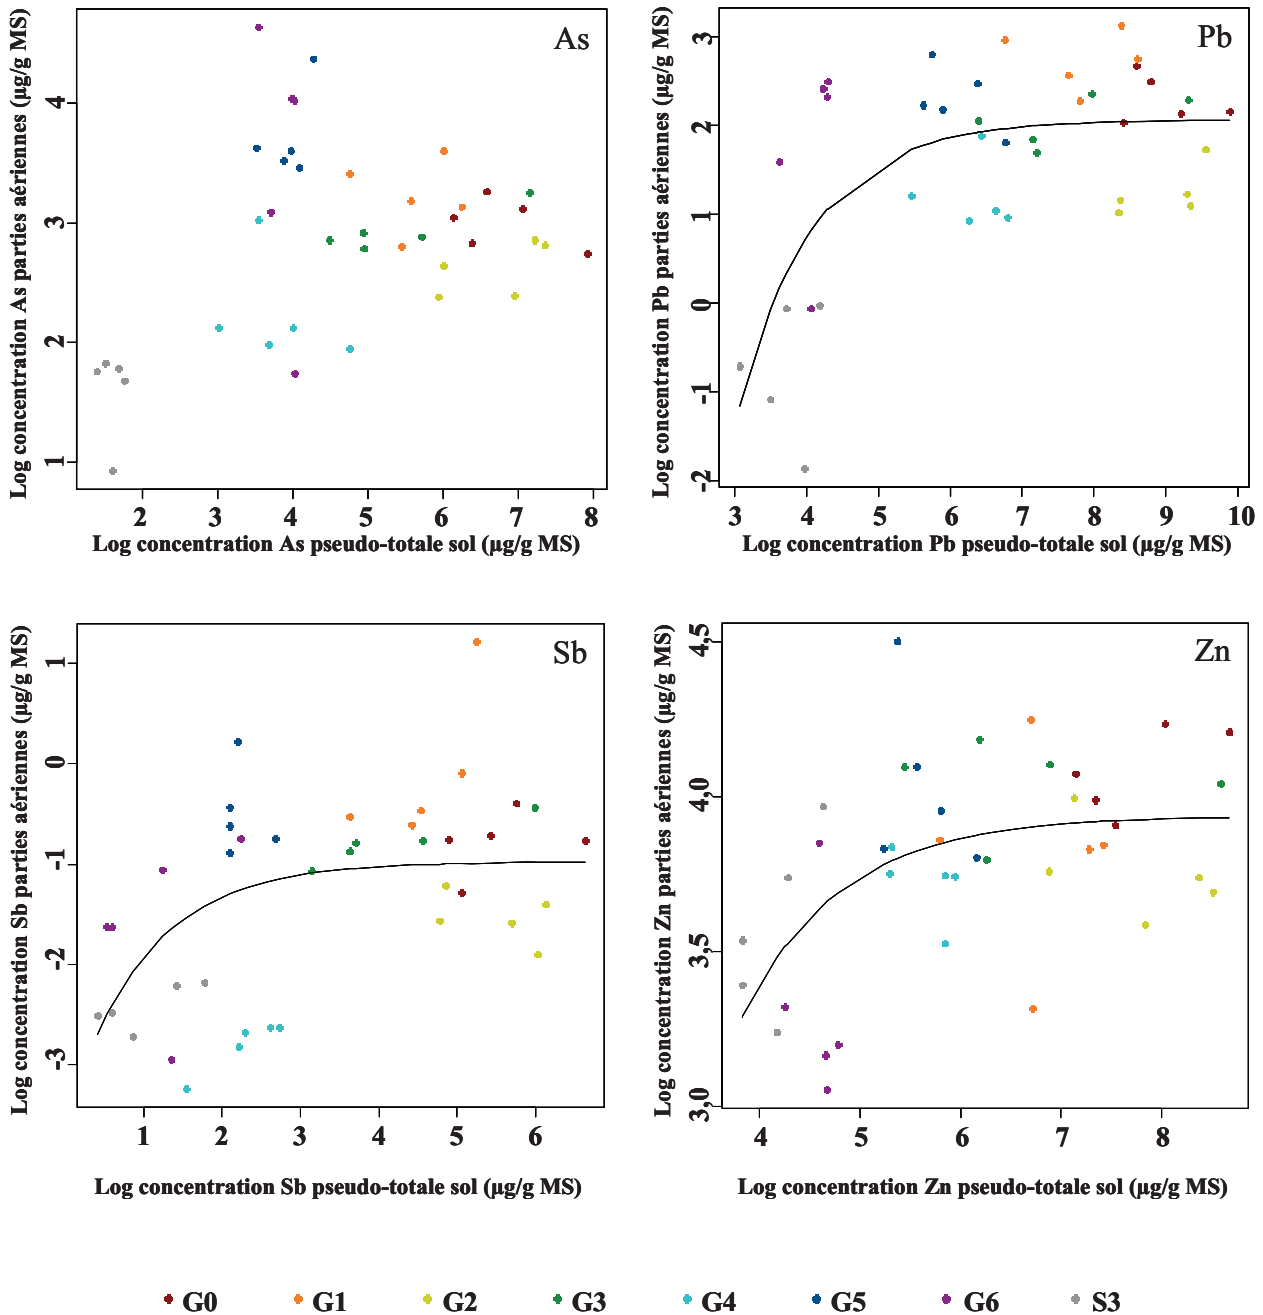 As
Log concentration As parties aériennes (µg/g MS)
4
3
2
1
2 3 4 5 6 7 8
Log concentration As pseudo-totale sol (µg/g MS)
Pb
Log concentration Pb parties aériennes (µg/g MS)
3
2
1
0
-1
-2
3 4 5 6 7 8 9 10
Log concentration Pb pseudo-totale sol (µg/g MS)
Sb
Log concentration Sb parties aériennes (µg/g MS)
1
0
-1
-2
-3
1 2 3 4 5 6
Log concentration Sb pseudo-totale sol (µg/g MS)
Zn
Log concentration Zn parties aériennes (µg/g MS)
4,5
4,0
3,5
3,0
4 5 6 7 8
Log concentration Zn pseudo-totale sol (µg/g MS)
G0 G1 G2 G3 G4 G5 G6 S3